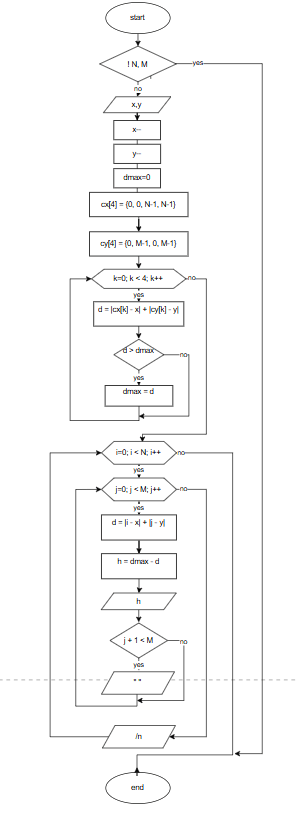 start
! N, M
yes
no
x,y
x--
y--
dmax=0
cx[4] = {0, 0, N-1, N-1}
cy[4] = {0, M-1, 0, M-1}
k=0; k < 4; k++
no
yes
d = |cx[k] - x| + |cy[k] - y|
d > dmax
no
yes
dmax = d
i=0; i < N; i++
no
yes
j=0; j < M; j++
no
yes
d = |i - x| + |j - y|
h = dmax - d
h
j + 1 < M
no
yes
" "
/n
end